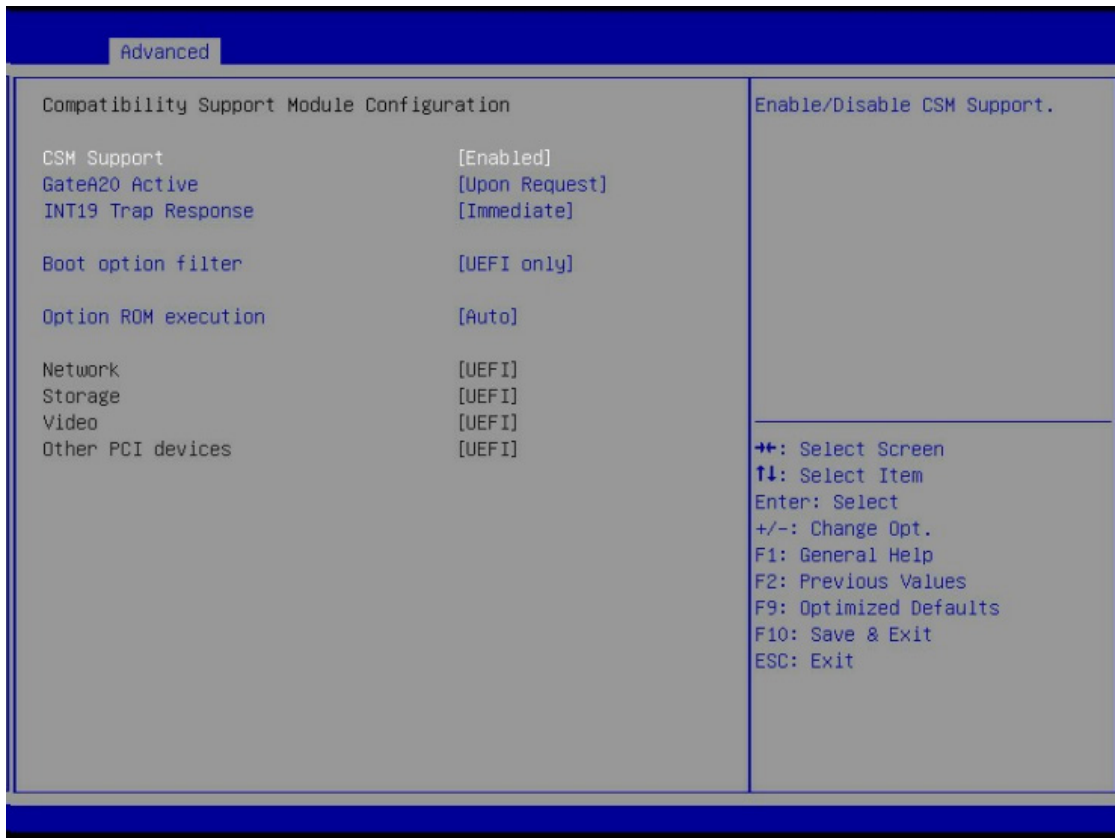 Advanced
Compatibility Support Module Configuration
CSM Support [Enabled]
GateA20 Active [Upon Request]
INT19 Trap Response [Immediate]
Boot option filter [UEFI only]
Option ROM execution [Auto]
Network [UEFI]
Storage [UEFI]
Video [UEFI]
Other PCI devices [UEFI]
Enable/Disable CSM Support.
→←: Select Screen
↑↓: Select Item
Enter: Select
+/-: Change Opt.
F1: General Help
F2: Previous Values
F9: Optimized Defaults
F10: Save & Exit
ESC: Exit